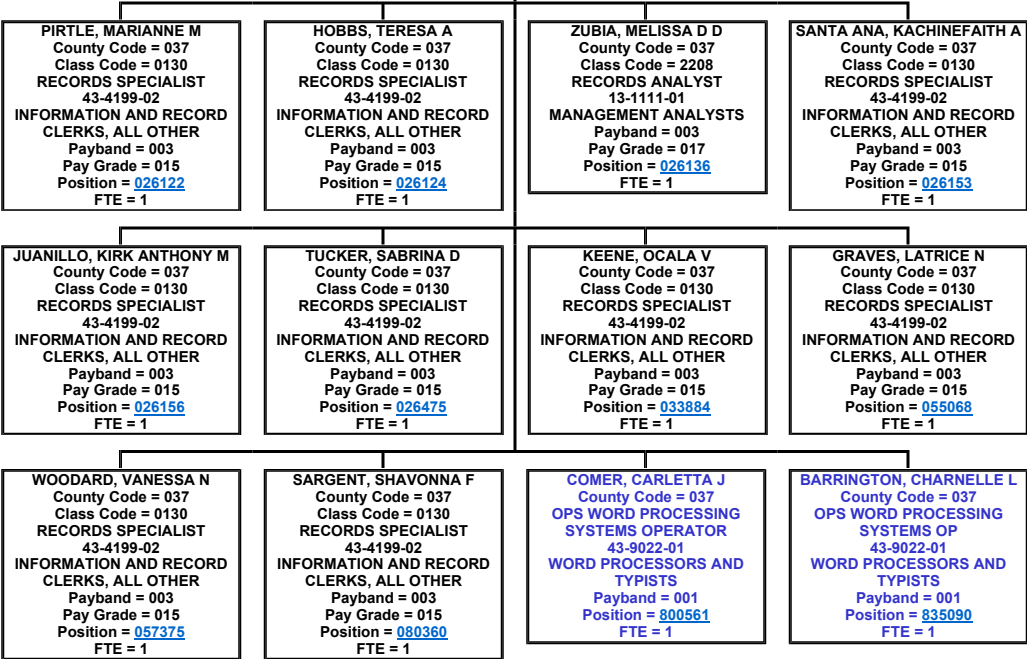 PIRTLE, MARIANNE M
County Code = 037
Class Code = 0130
RECORDS SPECIALIST
43-4199-02
INFORMATION AND RECORD
CLERKS, ALL OTHER
Payband = 003
Pay Grade = 015
Position = 026122
FTE = 1
HOBBS, TERESA A
County Code = 037
Class Code = 0130
RECORDS SPECIALIST
43-4199-02
INFORMATION AND RECORD
CLERKS, ALL OTHER
Payband = 003
Pay Grade = 015
Position = 026124
FTE = 1
ZUBIA, MELISSA D D
County Code = 037
Class Code = 2208
RECORDS ANALYST
13-1111-01
MANAGEMENT ANALYSTS
Payband = 003
Pay Grade = 017
Position = 026136
FTE = 1
SANTA ANA, KACHINEFAITH A
County Code = 037
Class Code = 0130
RECORDS SPECIALIST
43-4199-02
INFORMATION AND RECORD
CLERKS, ALL OTHER
Payband = 003
Pay Grade = 015
Position = 026153
FTE = 1
JUANILLO, KIRK ANTHONY M
County Code = 037
Class Code = 0130
RECORDS SPECIALIST
43-4199-02
INFORMATION AND RECORD
CLERKS, ALL OTHER
Payband = 003
Pay Grade = 015
Position = 026156
FTE = 1
TUCKER, SABRINA D
County Code = 037
Class Code = 0130
RECORDS SPECIALIST
43-4199-02
INFORMATION AND RECORD
CLERKS, ALL OTHER
Payband = 003
Pay Grade = 015
Position = 026475
FTE = 1
KEENE, OCALA V
County Code = 037
Class Code = 0130
RECORDS SPECIALIST
43-4199-02
INFORMATION AND RECORD
CLERKS, ALL OTHER
Payband = 003
Pay Grade = 015
Position = 033884
FTE = 1
GRAVES, LATRICE N
County Code = 037
Class Code = 0130
RECORDS SPECIALIST
43-4199-02
INFORMATION AND RECORD
CLERKS, ALL OTHER
Payband = 003
Pay Grade = 015
Position = 055068
FTE = 1
WOODARD, VANESSA N
County Code = 037
Class Code = 0130
RECORDS SPECIALIST
43-4199-02
INFORMATION AND RECORD
CLERKS, ALL OTHER
Payband = 003
Pay Grade = 015
Position = 057375
FTE = 1
SARGENT, SHAVONNA F
County Code = 037
Class Code = 0130
RECORDS SPECIALIST
43-4199-02
INFORMATION AND RECORD
CLERKS, ALL OTHER
Payband = 003
Pay Grade = 015
Position = 080360
FTE = 1
COMER, CARLETTA J
County Code = 037
OPS WORD PROCESSING
SYSTEMS OPERATOR
43-9022-01
WORD PROCESSORS AND
TYPISTS
Payband = 001
Position = 800561
FTE = 1
BARRINGTON, CHARNELLE L
County Code = 037
OPS WORD PROCESSING
SYSTEMS OP
43-9022-01
WORD PROCESSORS AND
TYPISTS
Payband = 001
Position = 835090
FTE = 1